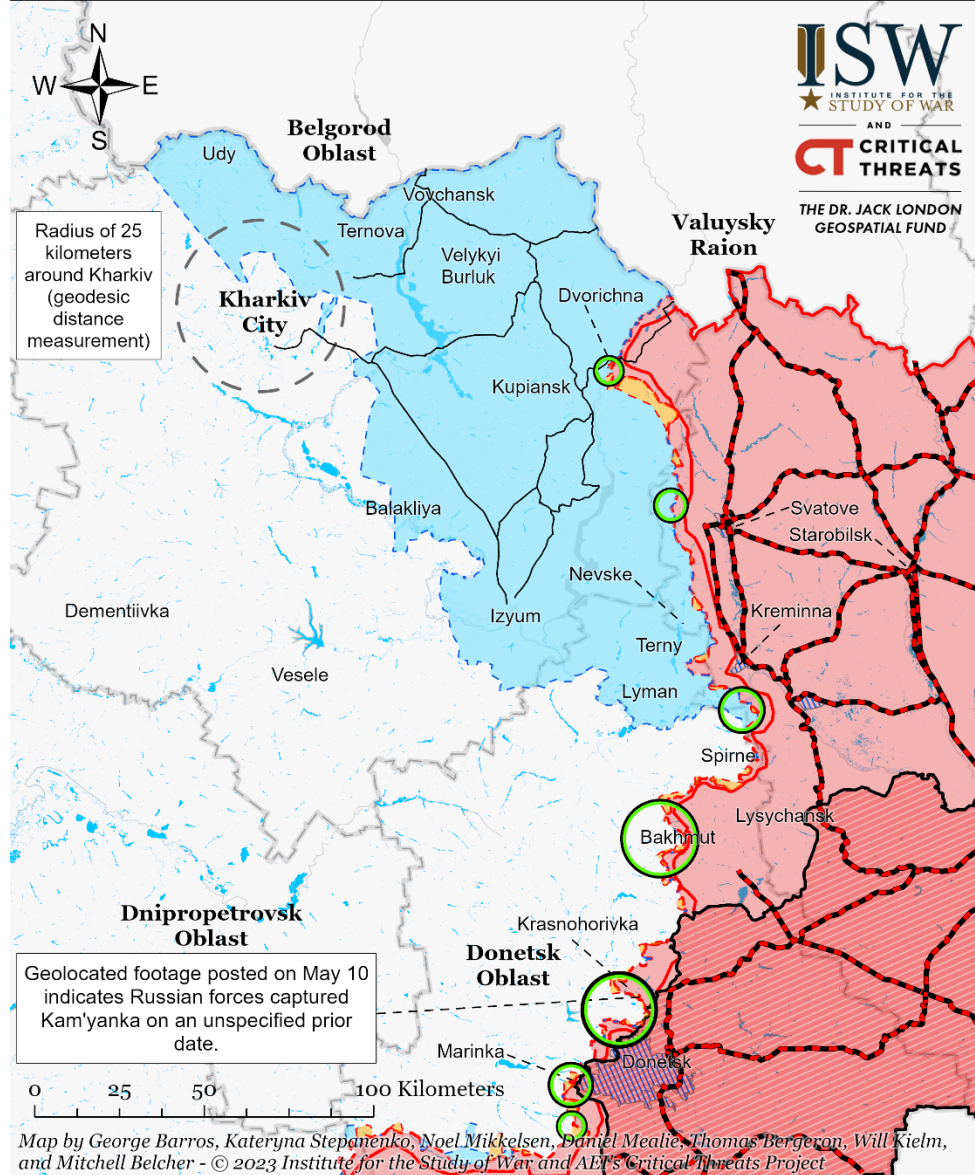 N
W E
S
ISW
INSTITUTE FOR THE
STUDY OF WAR
AND
CT CRITICAL
THREATS
THE DR. JACK LONDON
GEOSPATIAL FUND
Belgorod
Oblast
Udy
Vovchansk
Ternova
Velykyi
Burluk
Valuysky
Raion
Radius of 25
kilometers
around Kharkiv
(geodesic
distance
measurement)
Kharkiv
City
Dvorichna
Kupiansk
Balakliya
Svatove
Starobilsk
Nevske
Kreminna
Dementiivka
Izyum
Terny
Vesele
Lyman
Spirne
Lysychansk
Bakhmut
Dnipropetrovsk
Oblast
Krasnohorivka
Donetsk
Oblast
Geolocated footage posted on May 10
indicates Russian forces captured
Kam'yanka on an unspecified prior
date.
Marinka
Donetsk
0 25 50 100 Kilometers
Map by George Barros, Kateryna Stepanenko, Noel Mikkelsen, Daniel Mealie, Thomas Bergeron, Will Kielm,
and Mitchell Belcher - © 2023 Institute for the Study of War and AEI's Critical Threats Project